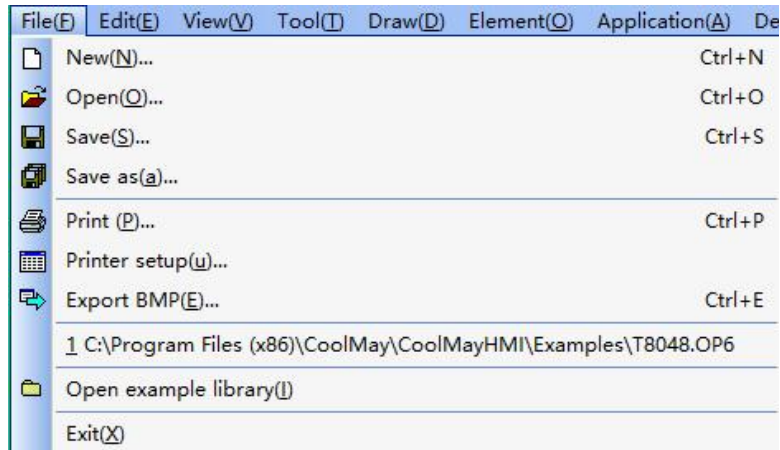 File(F) Edit(E) View(V) Tool(T) Draw(D) Element(O) Application(A) De
New(N)... Ctrl+N
Open(O)... Ctrl+O
Save(S)... Ctrl+S
Save as(a)...
Print (P)... Ctrl+P
Printer setup(u)...
Export BMP(E)... Ctrl+E
1 C:\Program Files (x86)\CoolMay\CoolMayHMI\Examples\T8048.OP6
Open example library(I)
Exit(X)